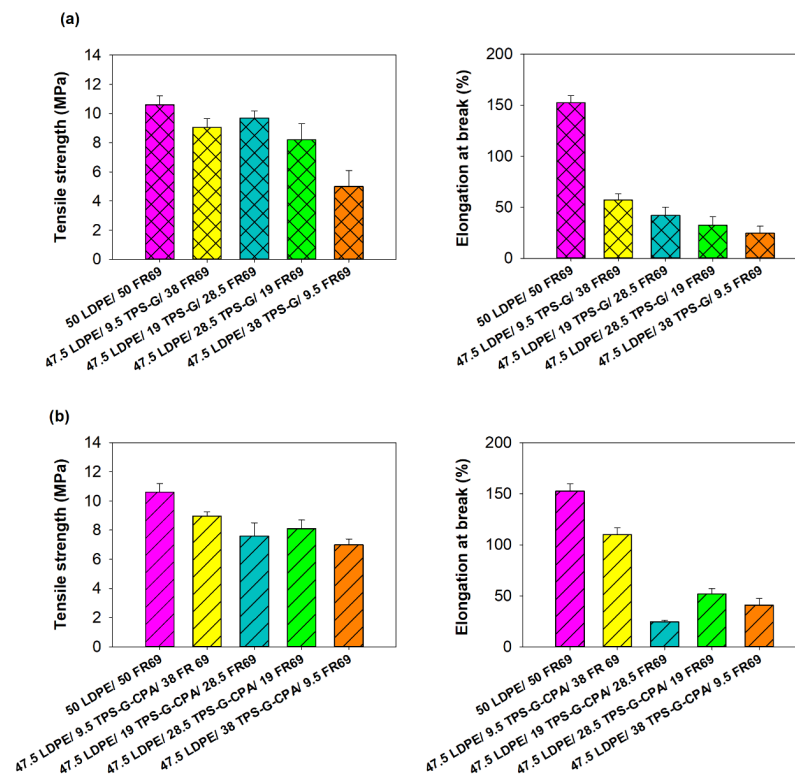 (a)
Tensile strength (MPa)
14
12
10
8
6
4
2
0
50 LDPE/ 50 FR69
47.5 LDPE/ 9.5 TPS-G/ 38 FR69
47.5 LDPE/ 19 TPS-G/ 28.5 FR69
47.5 LDPE/ 28.5 TPS-G/ 19 FR69
47.5 LDPE/ 38 TPS-G/ 9.5 FR69
Elongation at break (%)
200
150
100
50
0
50 LDPE/ 50 FR69
47.5 LDPE/ 9.5 TPS-G/ 38 FR69
47.5 LDPE/ 19 TPS-G/ 28.5 FR69
47.5 LDPE/ 28.5 TPS-G/ 19 FR69
47.5 LDPE/ 38 TPS-G/ 9.5 FR69
(b)
Tensile strength (MPa)
14
12
10
8
6
4
2
0
50 LDPE/ 50 FR69
47.5 LDPE/ 9.5 TPS-G-CPA/ 38 FR 69
47.5 LDPE/ 19 TPS-G-CPA/ 28.5 FR69
47.5 LDPE/ 28.5 TPS-G-CPA/ 19 FR69
47.5 LDPE/ 38 TPS-G-CPA/ 9.5 FR69
Elongation at break (%)
200
150
100
50
0
50 LDPE/ 50 FR69
47.5 LDPE/ 9.5 TPS-G-CPA/ 38 FR69
47.5 LDPE/ 19 TPS-G-CPA/ 28.5 FR69
47.5 LDPE/ 28.5 TPS-G-CPA/ 19 FR69
47.5 LDPE/ 38 TPS-G-CPA/ 9.5 FR69